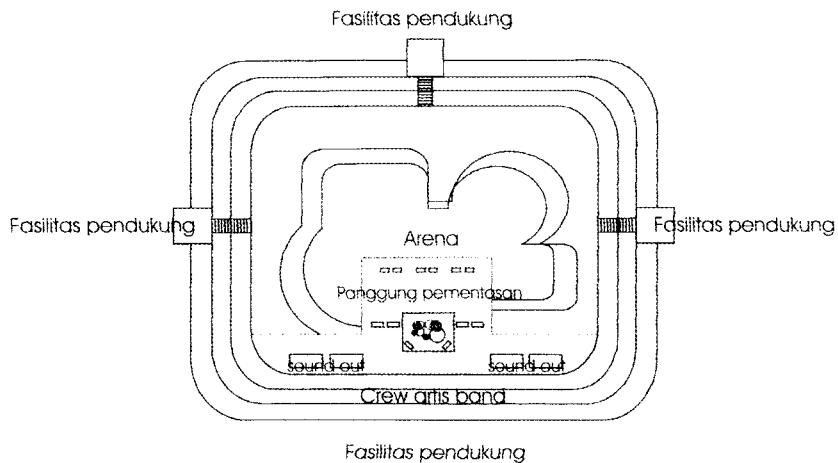 Fasilitas pendukung
Fasilitas pendukung
Fasilitas pendukung
Arena
Panggung pementasan
sound out
sound out
Crew artis band
Fasilitas pendukung